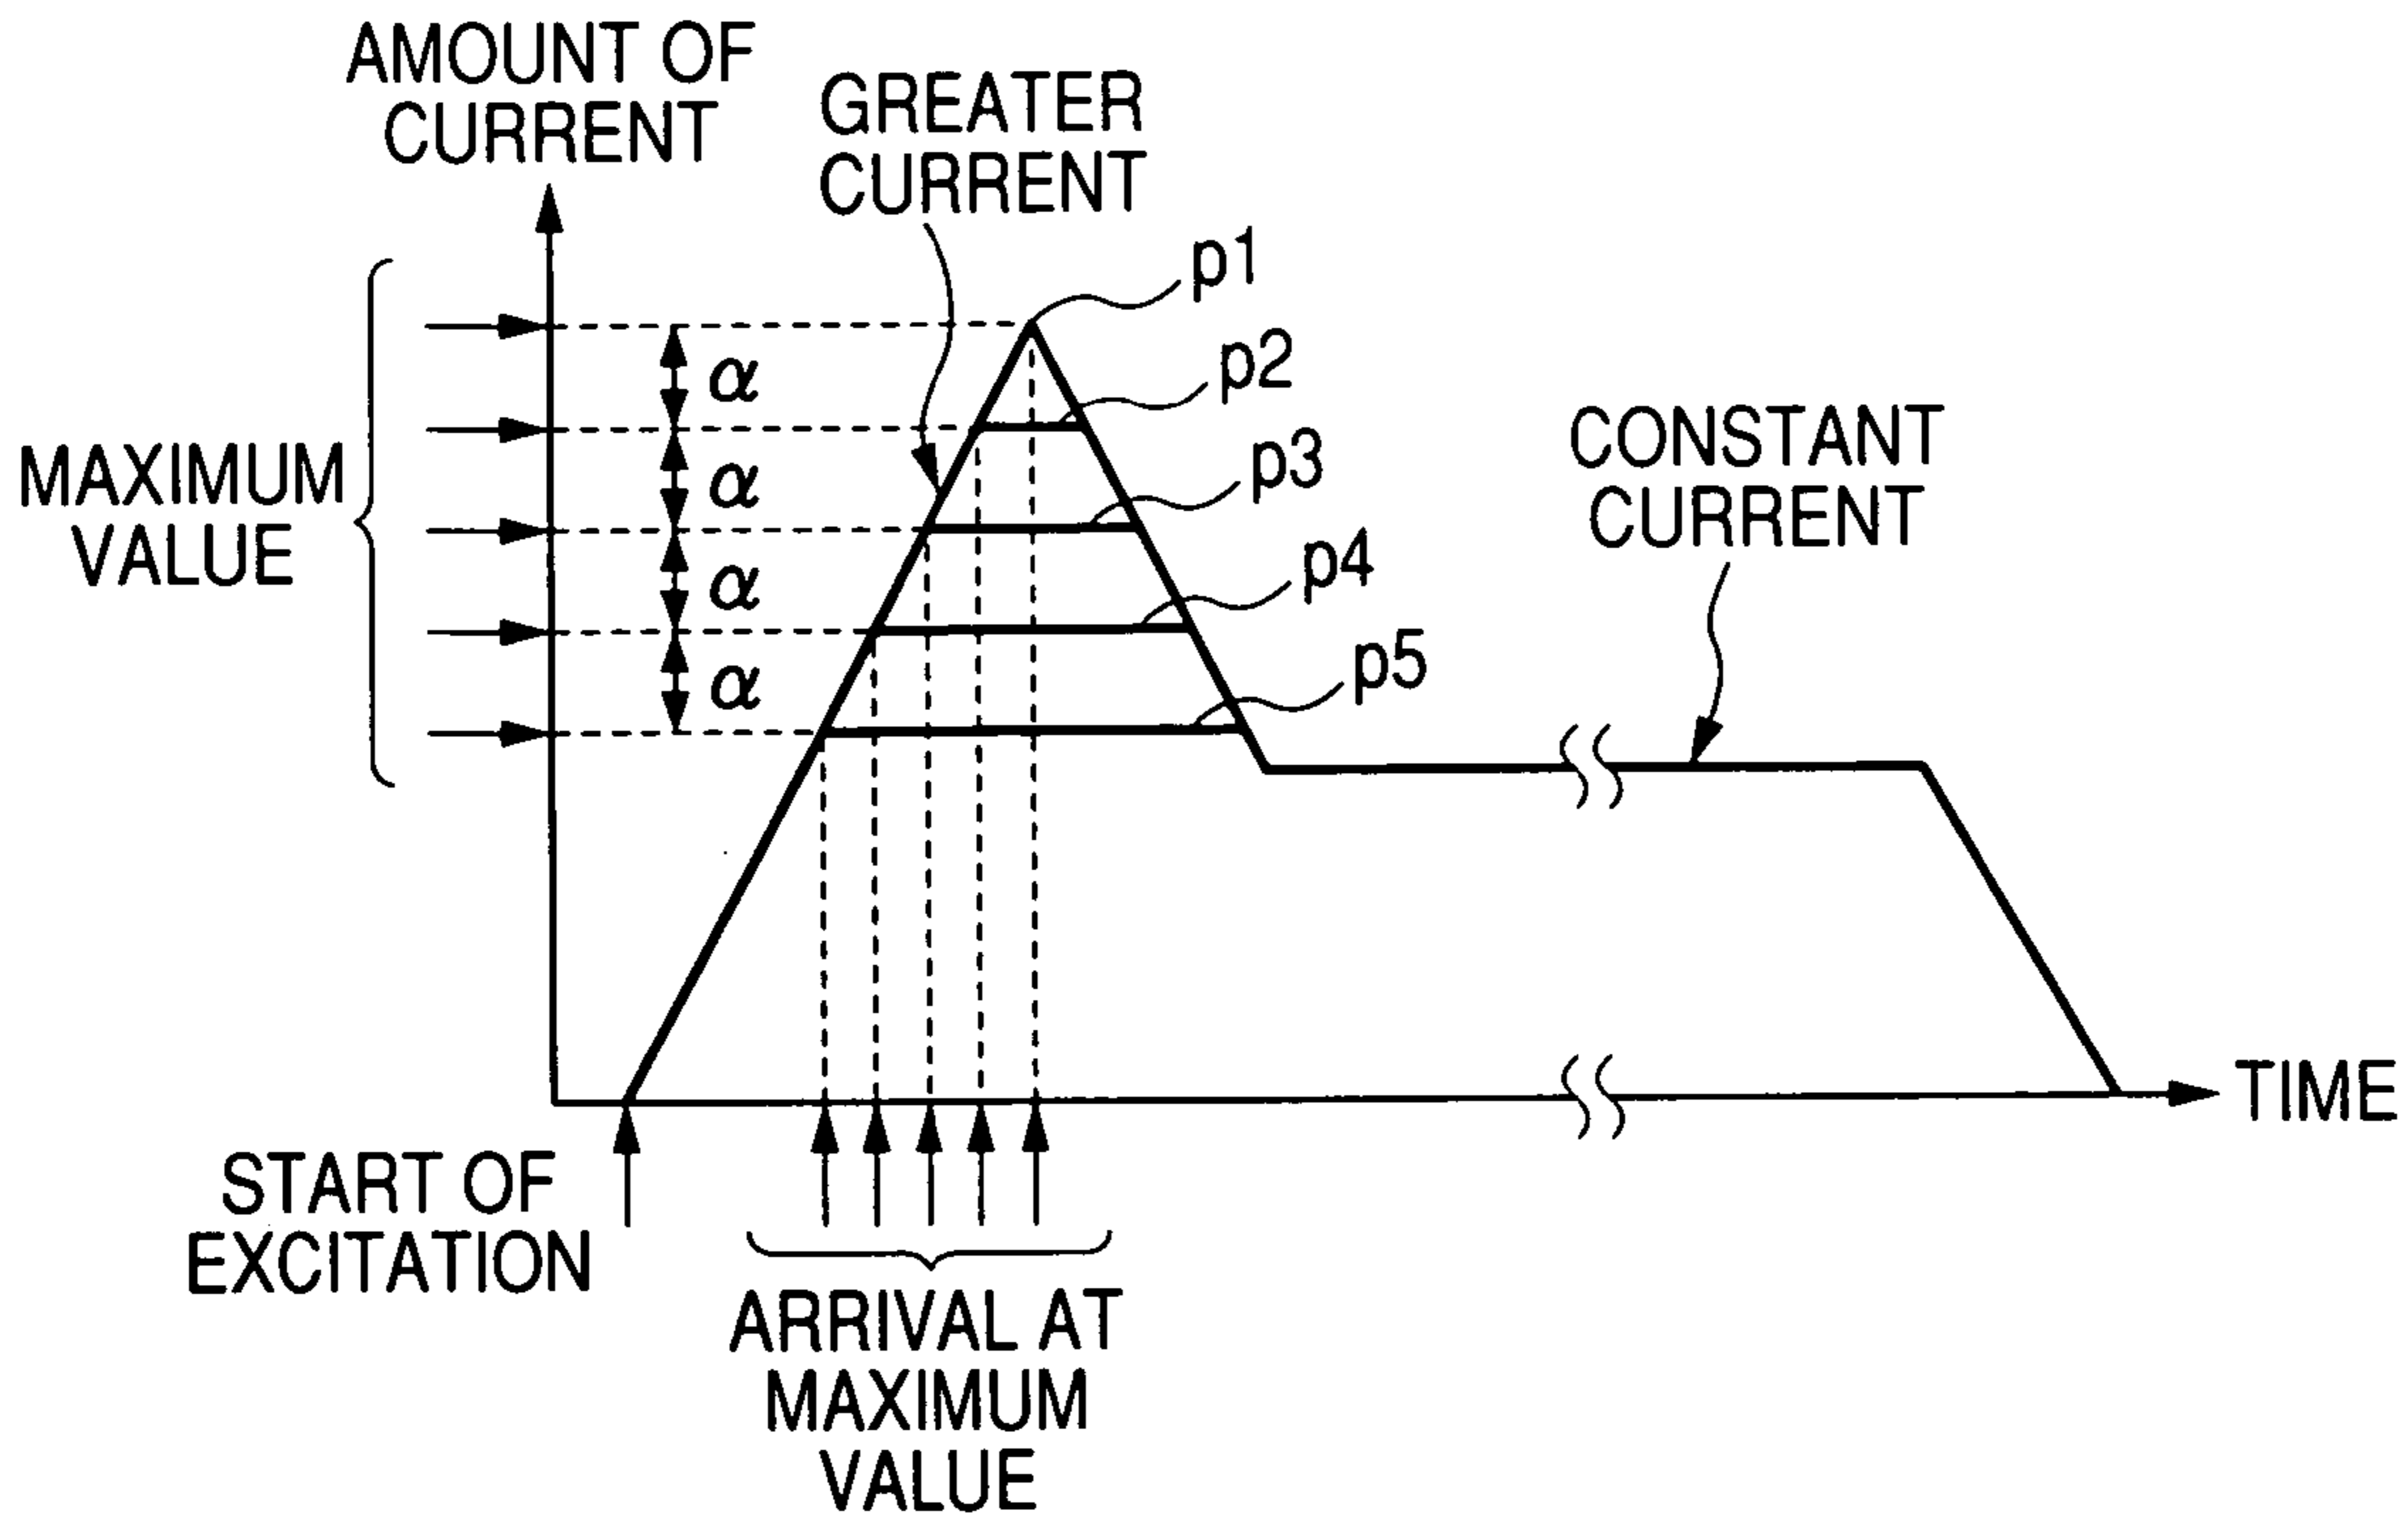 AMOUNT OF
CURRENT
GREATER
CURRENT
p1
p2
p3
p4
p5
α
α
α
α
MAXIMUM
VALUE
CONSTANT
CURRENT
TIME
START OF
EXCITATION
ARRIVAL AT
MAXIMUM
VALUE